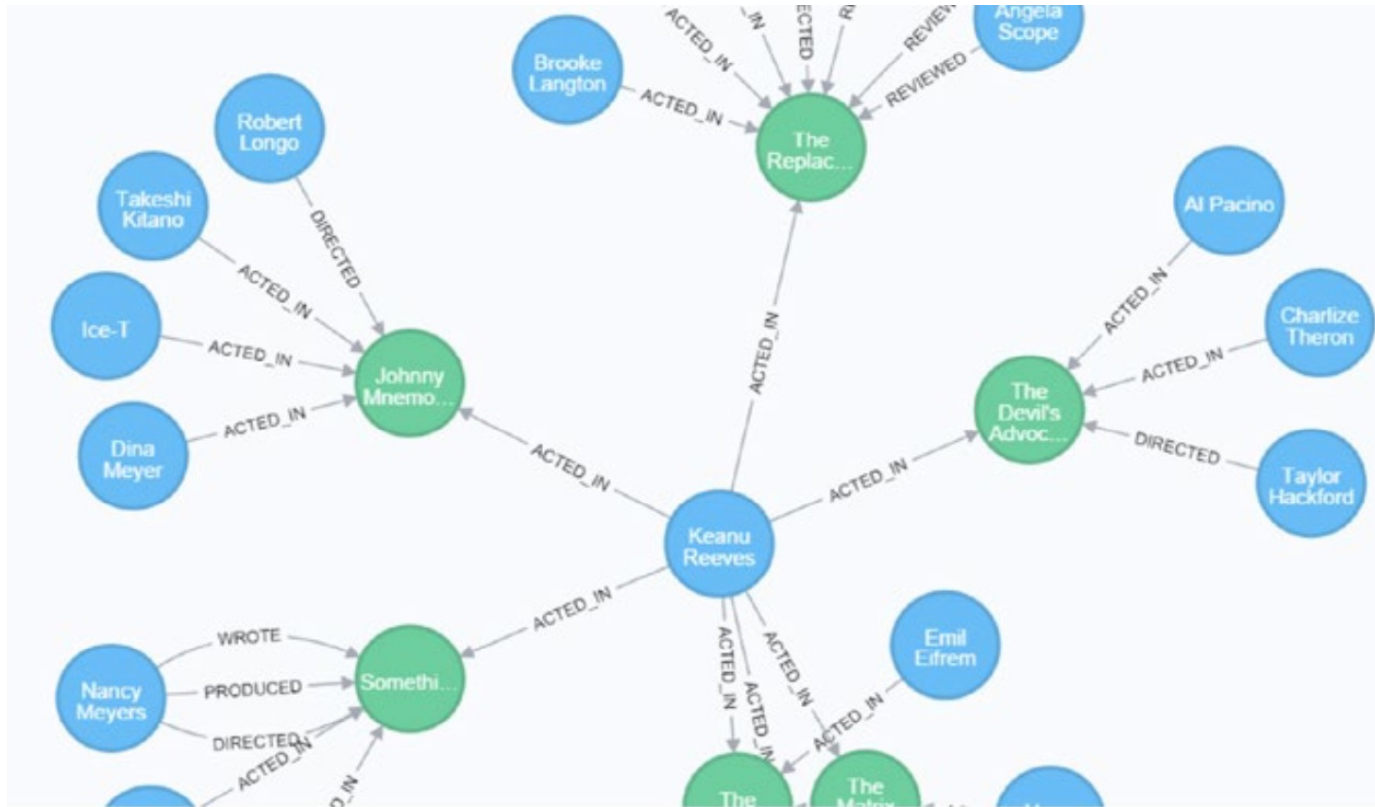 ACTED_IN
REVIEWED
Angela
Scope
Brooke
Langton
ACTED_IN
The
Replac...
Robert
Longo
DIRECTED
Takeshi
Kitano
ACTED_IN
Ice-T
ACTED_IN
Dina
Meyer
ACTED_IN
Johnny
Mnemo...
ACTED_IN
ACTED_IN
Al Pacino
ACTED_IN
Charlize
Theron
ACTED_IN
The
Devil's
Advoc...
DIRECTED
Taylor
Hackford
ACTED_IN
Keanu
Reeves
ACTED_IN
Nancy
Meyers
WROTE
PRODUCED
DIRECTED
ACTED_IN
Somethi...
ACTED_IN
ACTED_IN
ACTED_IN
Emil
Eifrem
ACTED_IN
The
The
Matrix